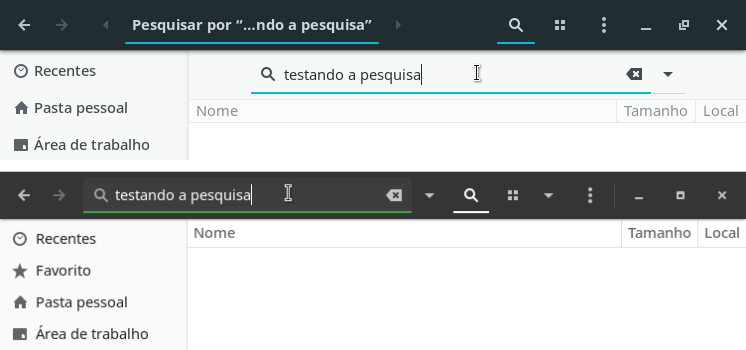 Pesquisar por “...ndo a pesquisa”
testando a pesquisa
Recentes
Pasta pessoal
Área de trabalho
Nome Tamanho Local
testando a pesquisa
Recentes
Favorito
Pasta pessoal
Área de trabalho
Nome Tamanho Local